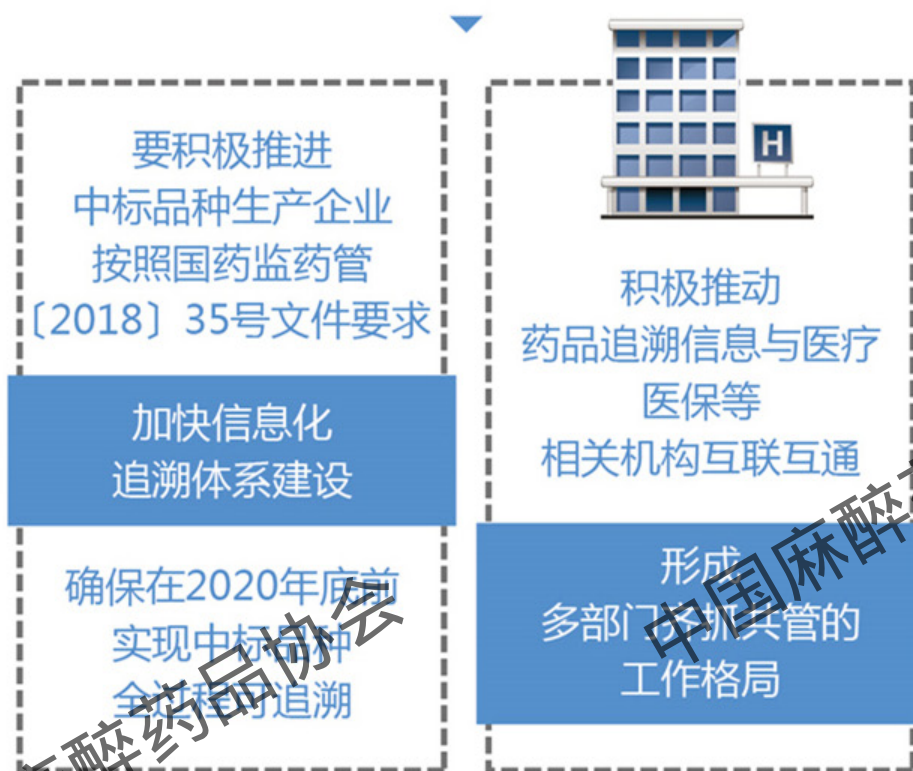 要积极推进
中标品种生产企业
按照国药监药管
〔2018〕35号文件要求
加快信息化
追溯体系建设
确保在2020年底前
实现中标品种
全过程可追溯
H
积极推动
药品追溯信息与医疗
医保等
相关机构互联互通
形成
多部门齐抓共管的
工作格局
麻醉药品协会
中国麻醉药